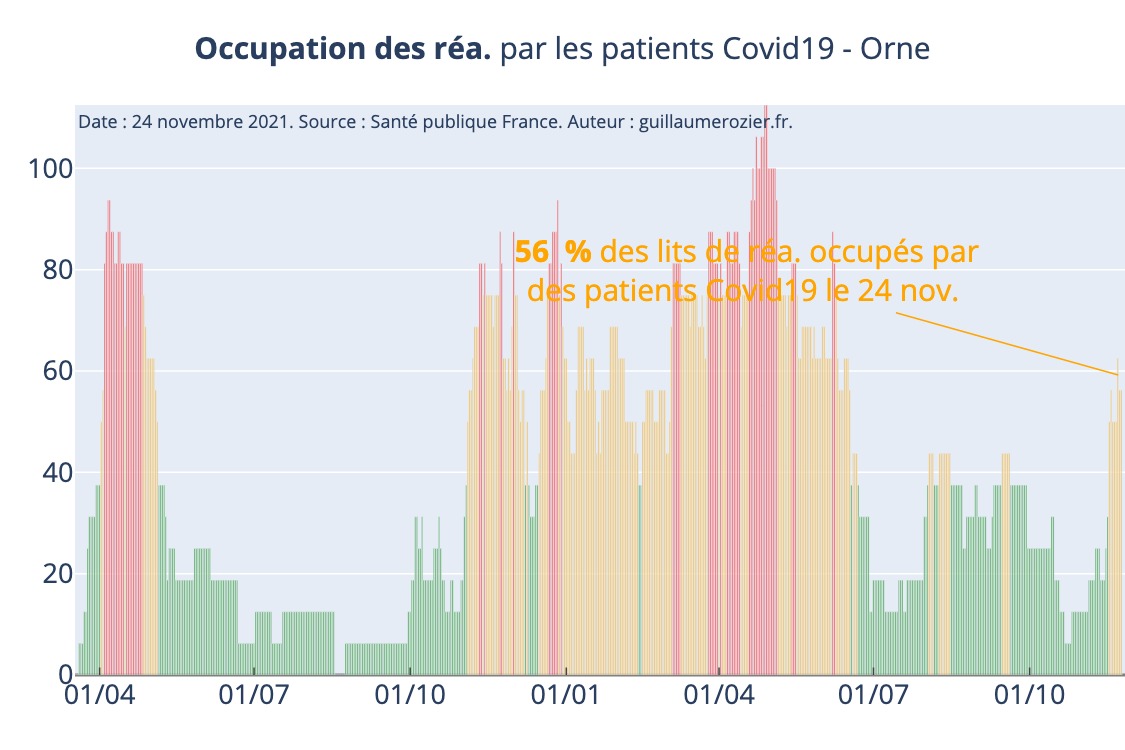 Occupation des réa. par les patients Covid19 - Orne
Date : 24 novembre 2021. Source : Santé publique France. Auteur : guillaumerozier.fr.
100
80
60
40
20
0
56 % des lits de réa. occupés par
des patients Covid19 le 24 nov.
01/04 01/07 01/10 01/01 01/04 01/07 01/10